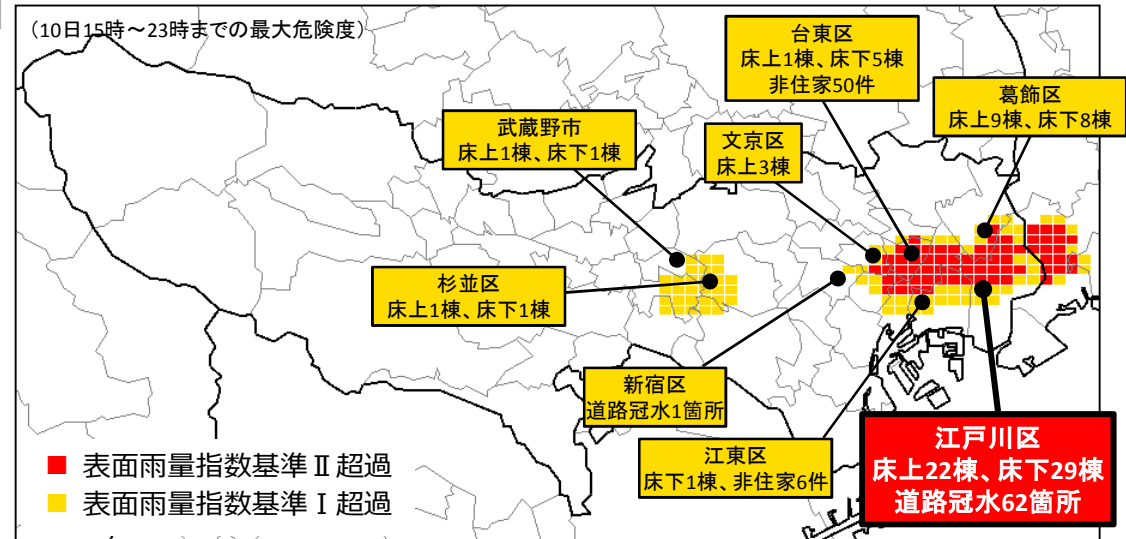 （10日15時～23時までの最大危険度）
台東区
床上1棟、床下5棟
非住家50件
葛飾区
床上9棟、床下8棟
武蔵野市
床上1棟、床下1棟
文京区
床上3棟
杉並区
床上1棟、床下1棟
新宿区
道路冠水1箇所
江東区
床下1棟、非住家6件
江戸川区
床上22棟、床下29棟
道路冠水62箇所
表面雨量指数基準Ⅱ超過
表面雨量指数基準Ⅰ超過